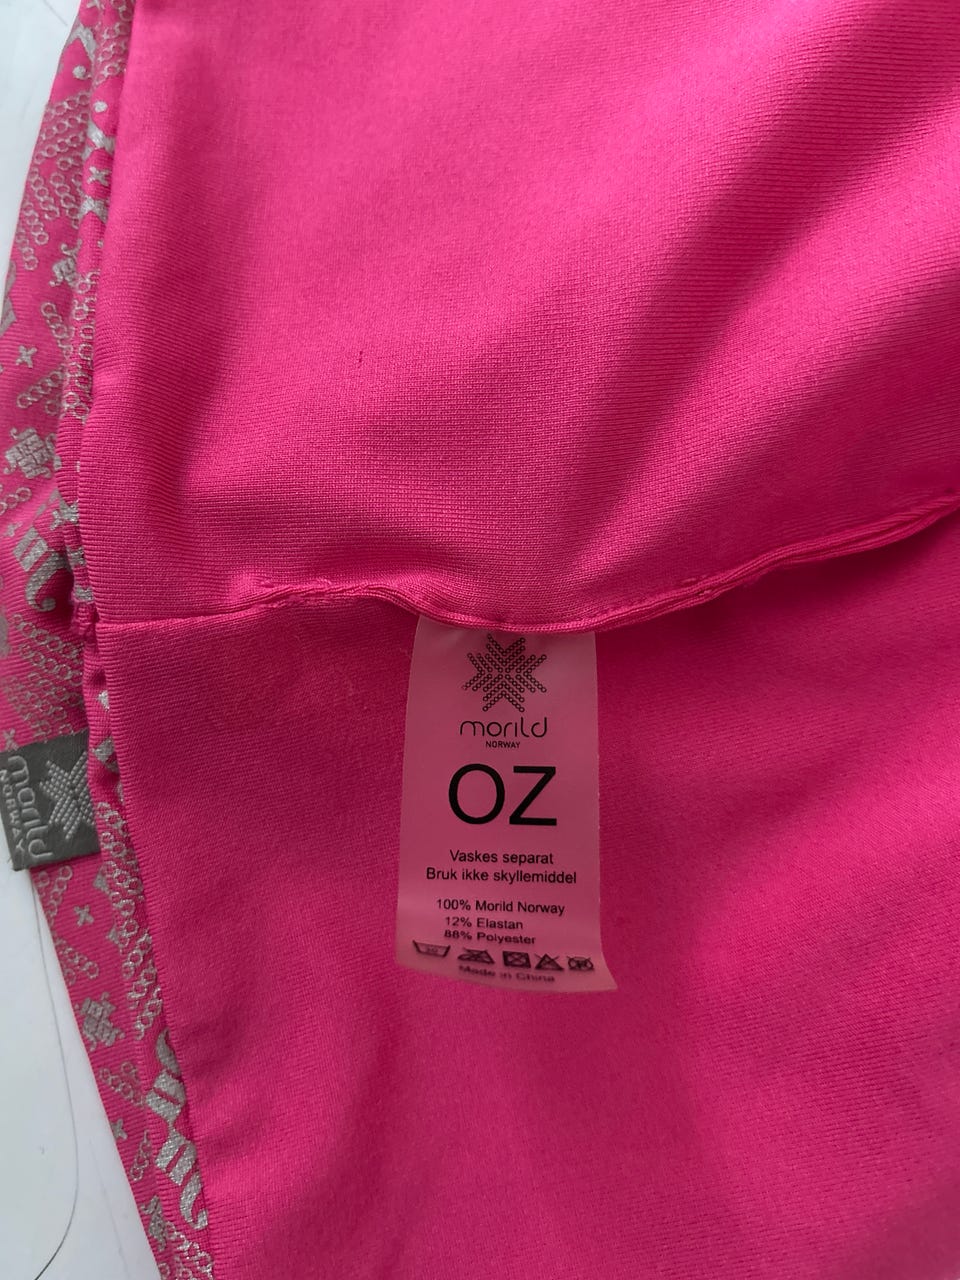 morild
NORWAY
OZ
Vaskes separat
Bruk ikke skyllemiddel
100% Morild Norway
12% Elastan
88% Polyester
Made in China
morild
NORWAY